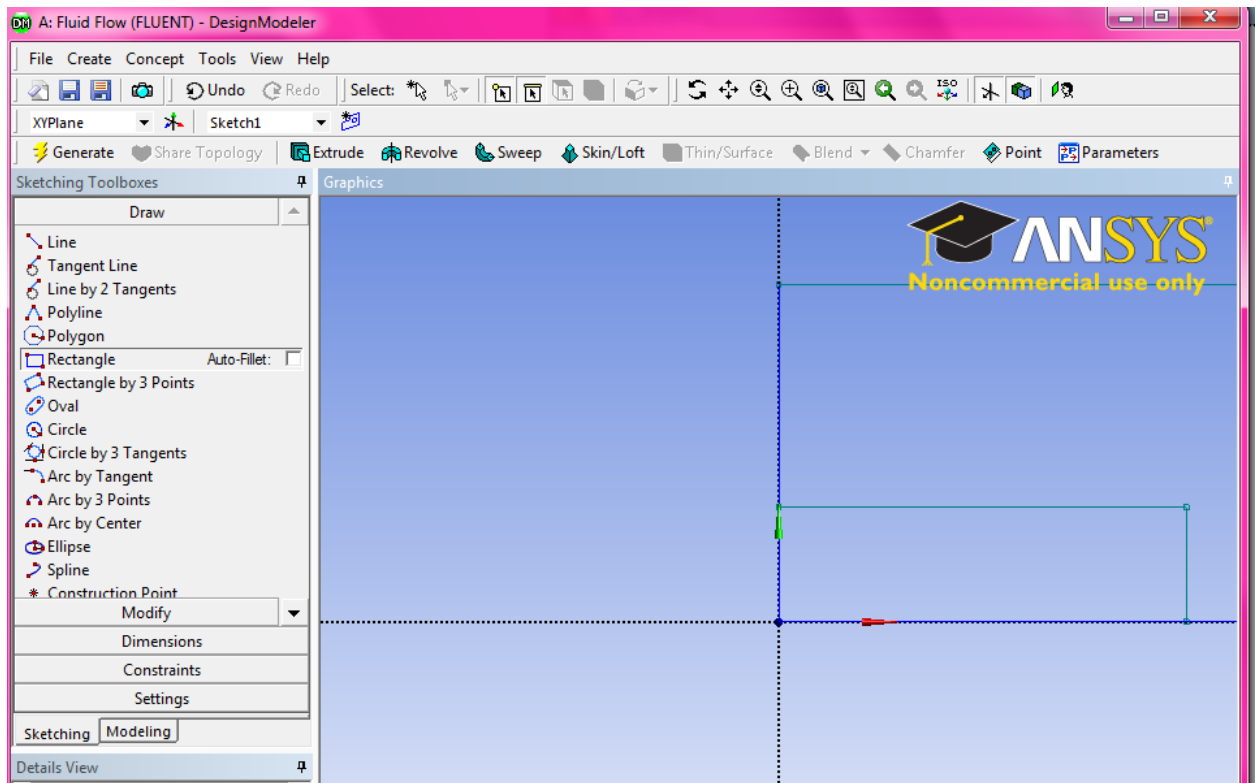 DM A: Fluid Flow (FLUENT) - DesignModeler
File Create Concept Tools View Help
Undo Redo Select: ISO
XYPlane Sketch1
Generate Share Topology Extrude Revolve Sweep Skin/Loft Thin/Surface Blend Chamfer Point Parameters
Sketching Toolboxes Graphics
Draw
Line
Tangent Line
Line by 2 Tangents
Polyline
Polygon
Rectangle Auto-Fillet:
Rectangle by 3 Points
Oval
Circle
Circle by 3 Tangents
Arc by Tangent
Arc by 3 Points
Arc by Center
Ellipse
Spline
Construction Point
Modify
Dimensions
Constraints
Settings
Sketching Modeling
Details View
ANSYS
Noncommercial use only